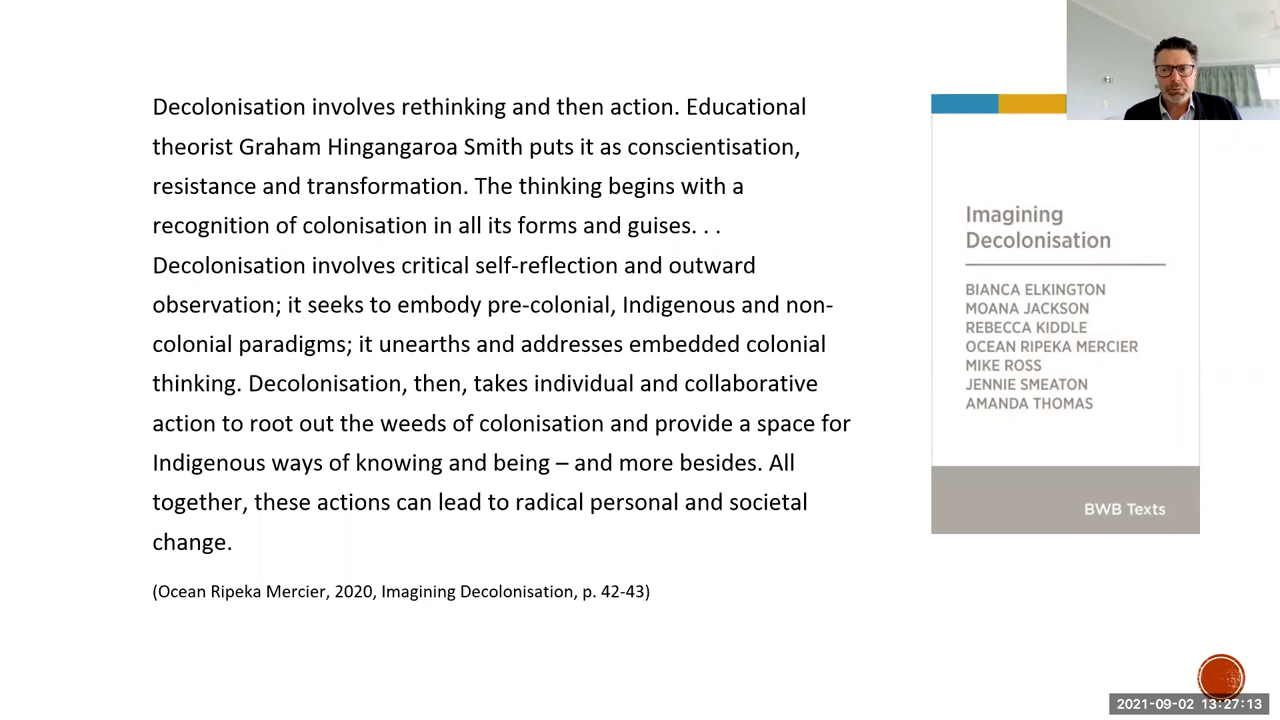 Decolonisation involves rethinking and then action. Educational
theorist Graham Hingangaroa Smith puts it as conscientisation,
resistance and transformation. The thinking begins with a
recognition of colonisation in all its forms and guises. . .
Decolonisation involves critical self-reflection and outward
observation; it seeks to embody pre-colonial, Indigenous and non-
colonial paradigms; it unearths and addresses embedded colonial
thinking. Decolonisation, then, takes individual and collaborative
action to root out the weeds of colonisation and provide a space for
Indigenous ways of knowing and being – and more besides. All
together, these actions can lead to radical personal and societal
change.
(Ocean Ripeka Mercier, 2020, Imagining Decolonisation, p. 42-43)
Imagining
Decolonisation
BIANCA ELKINGTON
MOANA JACKSON
REBECCA KIDDLE
OCEAN RIPEKA MERCIER
MIKE ROSS
JENNIE SMEATON
AMANDA THOMAS
BWB Texts
2021-09-02 13:27:13